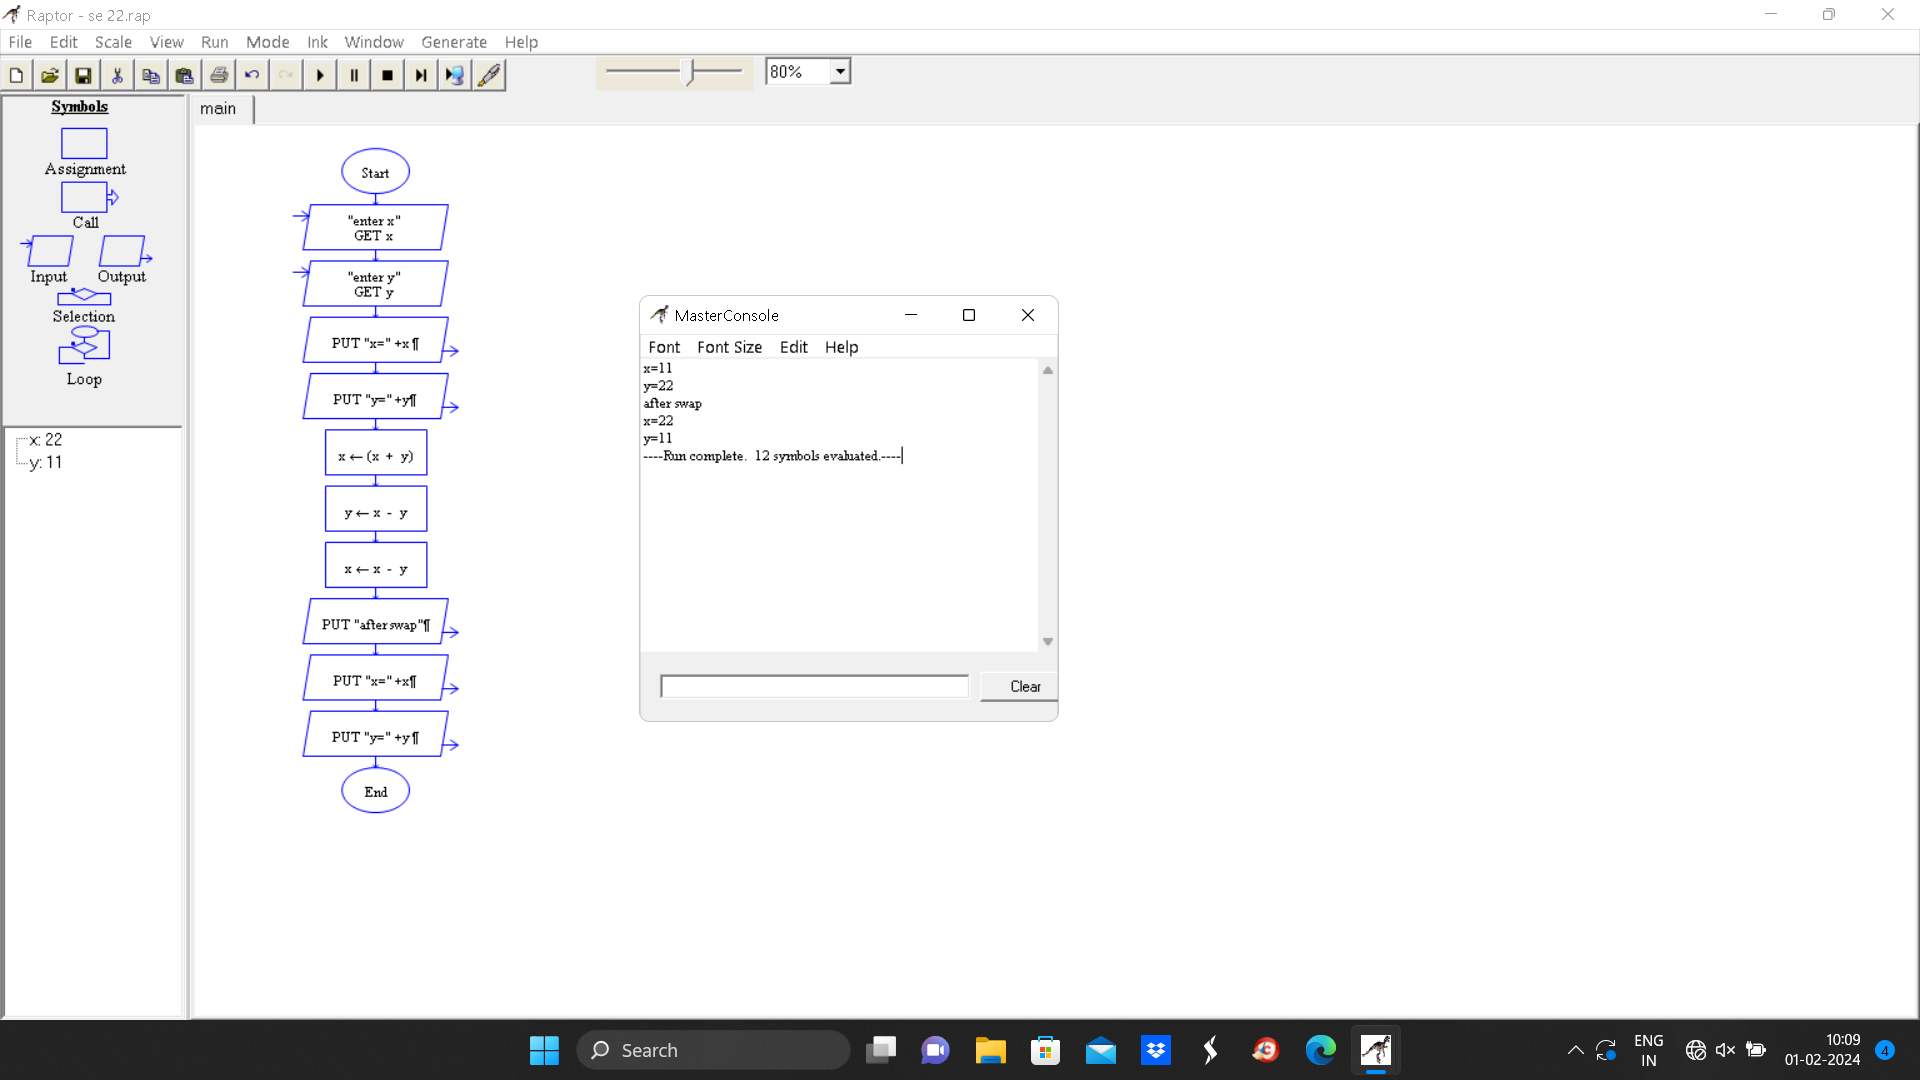 Raptor - se 22.rap
File Edit Scale View Run Mode Ink Window Generate Help
80%
Symbols
main
Assignment
Call
Input Output
Selection
Loop
x: 22
y: 11
Start
"enter x"
GET x
"enter y"
GET y
PUT "x=" +x¶
PUT "y=" +y¶
x ← (x + y)
y ← x - y
x ← x - y
PUT "after swap"¶
PUT "x=" +x¶
PUT "y=" +y¶
End
MasterConsole
Font Font Size Edit Help
x=11
y=22
after swap
x=22
y=11
----Run complete. 12 symbols evaluated.----
Clear
Search
ENG
IN
10:09
01-02-2024
4